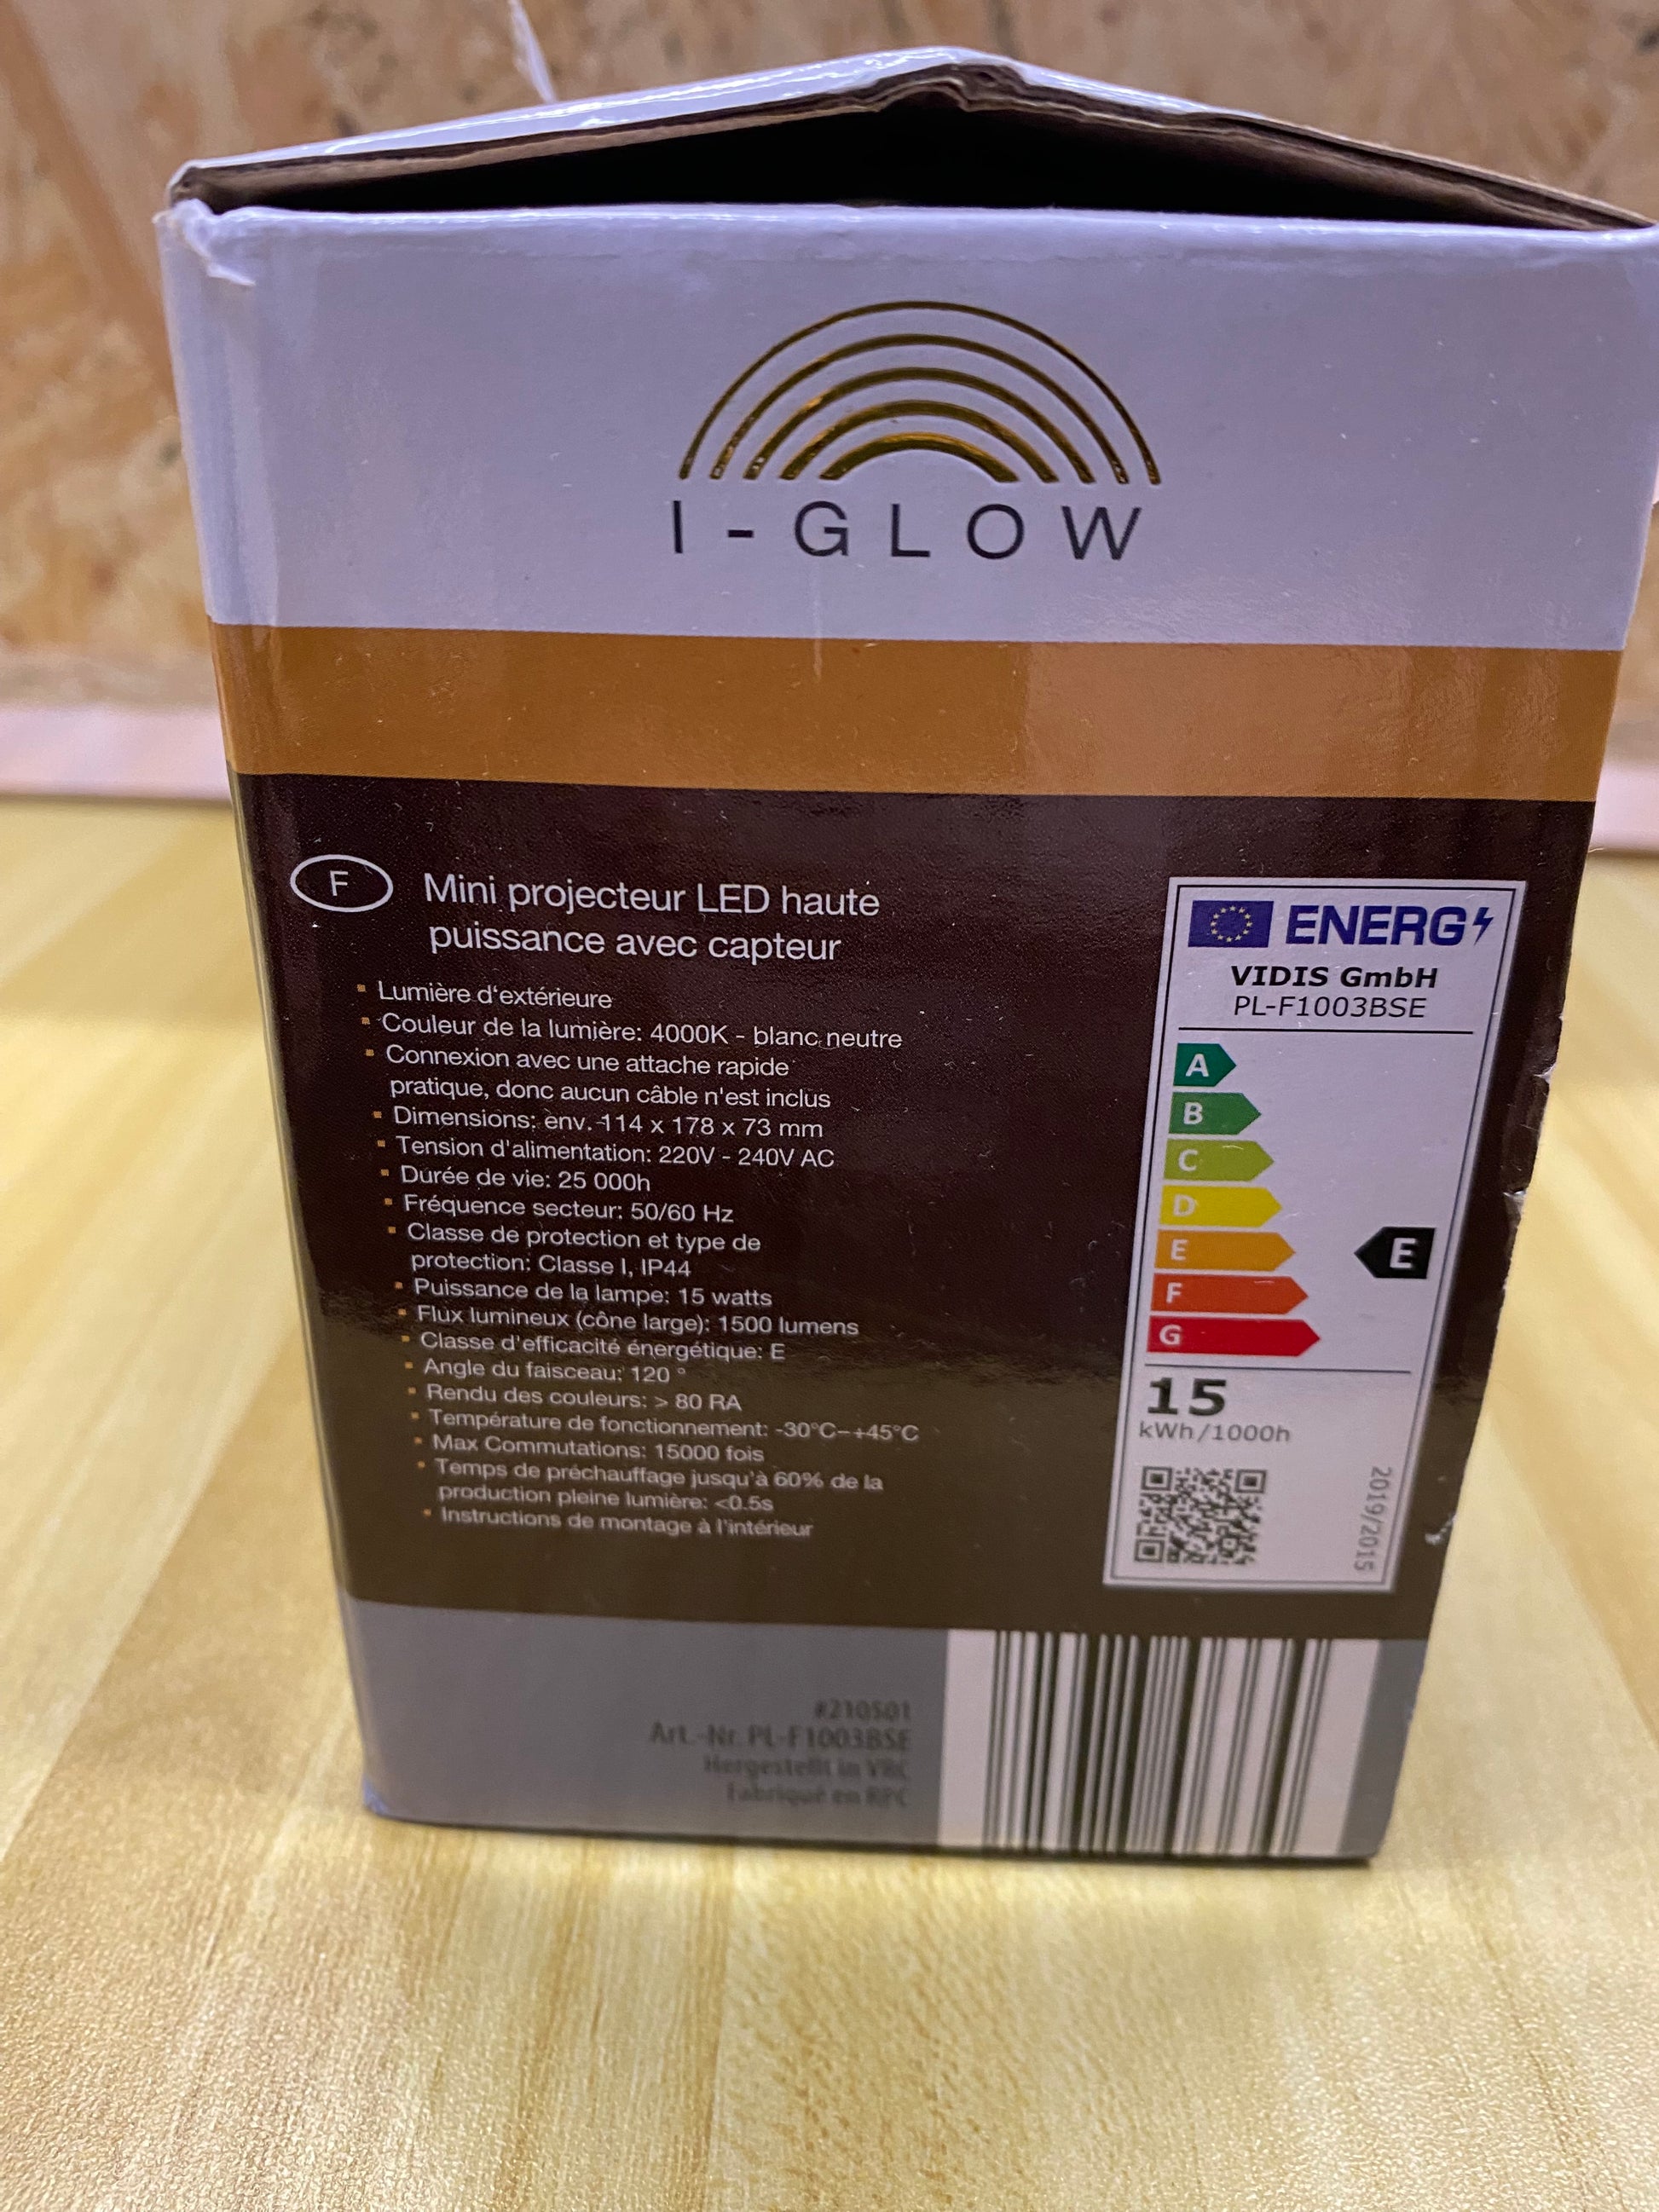 I-GLOW
F
Mini projecteur LED haute
puissance avec capteur
Lumière d'extérieure
Couleur de la lumière: 4000K - blanc neutre
Connexion avec une attache rapide
pratique, donc aucun câble n'est inclus
Dimensions: env. 114 x 178 x 73 mm
Tension d'alimentation: 220V - 240V AC
Durée de vie: 25 000h
Fréquence secteur: 50/60 Hz
Classe de protection et type de
protection: Classe I, IP44
Puissance de la lampe: 15 watts
Flux lumineux (cône large): 1500 lumens
Classe d'efficacité énergétique: E
Angle du faisceau: 120 °
Rendu des couleurs: > 80 RA
Température de fonctionnement: -30°C–+45°C
Max Commutations: 15000 fois
Temps de préchauffage jusqu'à 60% de la
production pleine lumière: <0.5s
Instructions de montage à l'intérieur
ENERG
VIDIS GmbH
PL-F1003BSE
A
B
C
D
E
E
F
G
15
kWh/1000h
2019/2015
#210501
Art.-Nr. PL-F1003BSE
Hergestellt in VRC
Fabriqué en RPC